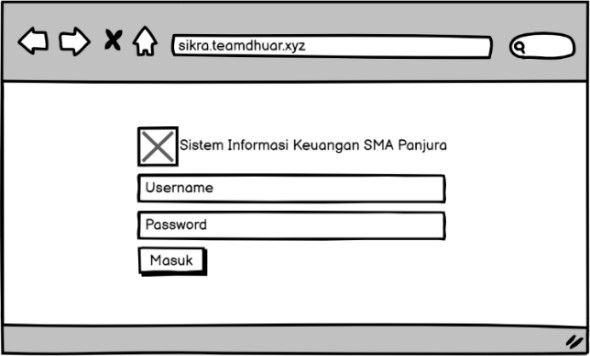 sikra.teamdhuar.xyz
Sistem Informasi Keuangan SMA Panjura
Username
Password
Masuk